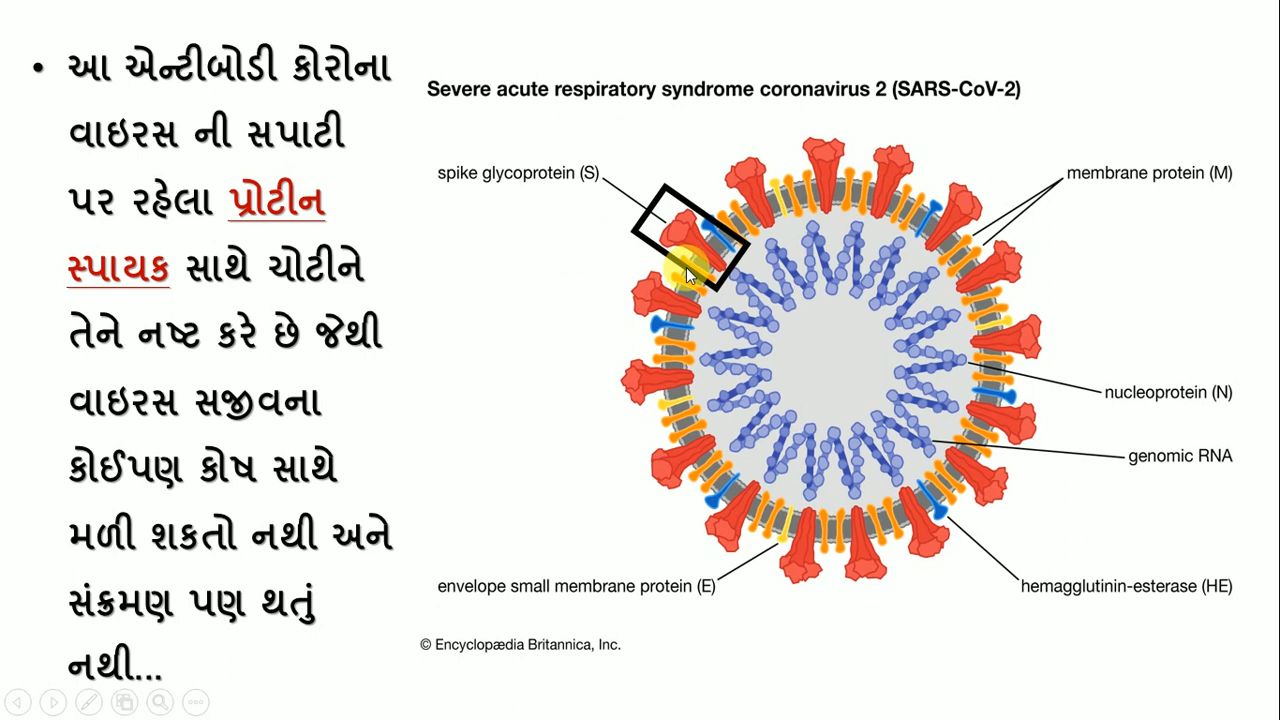 • આ એન્ટીબોડી કોરોના
વાઇરસ ની સપાટી
પર રહેલા પ્રોટીન
સ્પાયક સાથે ચોટીને
તેને નષ્ટ કરે છે જેથી
વાઇરસ સજીવના
કોઈપણ કોષ સાથે
મળી શકતો નથી અને
સંક્રમણ પણ થતું
નથી...
Severe acute respiratory syndrome coronavirus 2 (SARS-CoV-2)
spike glycoprotein (S)
membrane protein (M)
nucleoprotein (N)
genomic RNA
envelope small membrane protein (E)
hemagglutinin-esterase (HE)
© Encyclopædia Britannica, Inc.